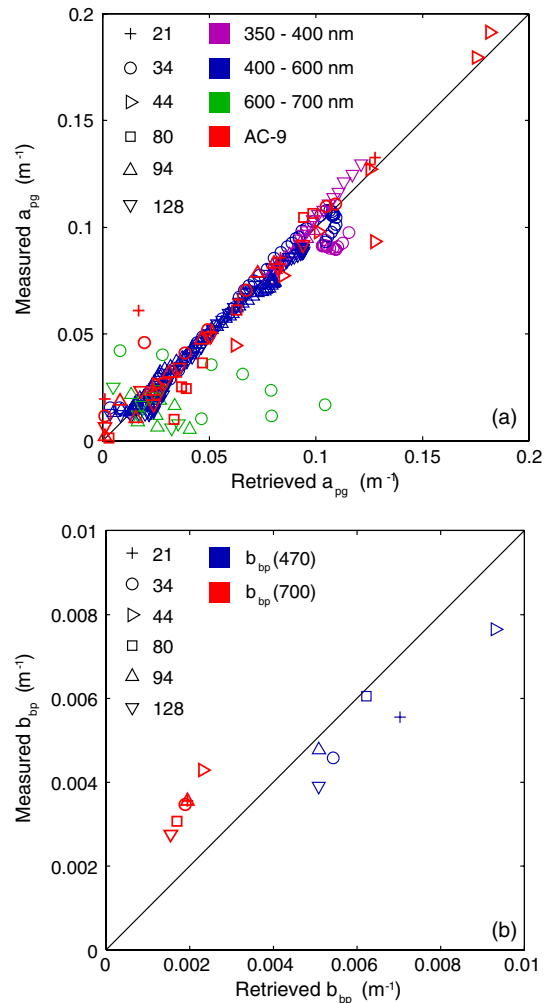 0.2
21
350 - 400 nm
34
400 - 600 nm
0.15
44
600 - 700 nm
80
AC-9
94
128
0.1
0.05
0
Measured a_pg (m⁻¹)
(a)
0.05 0.1 0.15 0.2
Retrieved a_pg (m⁻¹)
0.01
21
b_bp(470)
34
b_bp(700)
0.008
44
80
94
128
0.006
0.004
0.002
0
Measured b_bp (m⁻¹)
(b)
0 0.002 0.004 0.006 0.008 0.01
Retrieved b_bp (m⁻¹)